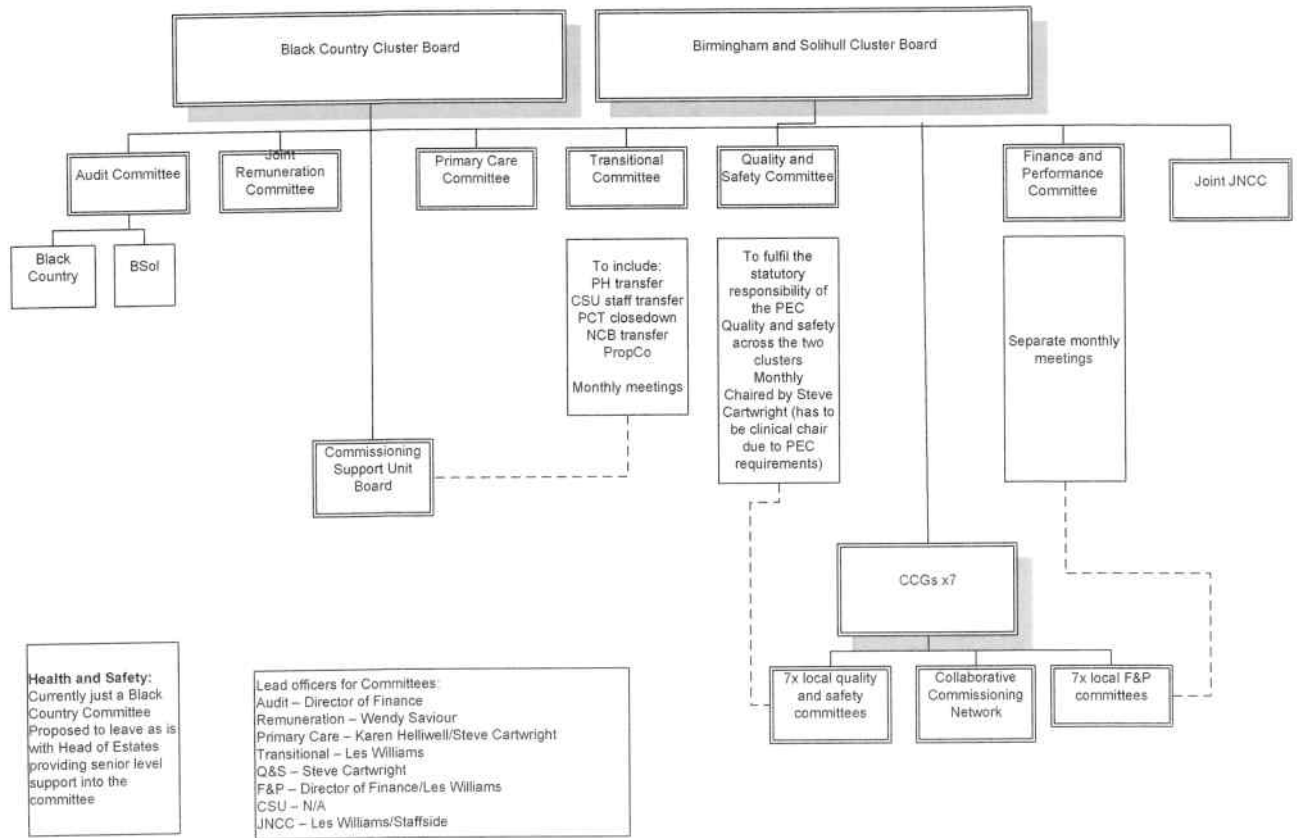 Black Country Cluster Board
Birmingham and Solihull Cluster Board
Audit Committee
Joint
Remuneration
Committee
Primary Care
Committee
Transitional
Committee
Quality and
Safety Committee
Finance and
Performance
Committee
Joint JNCC
Black
Country
BSol
To include:
PH transfer
CSU staff transfer
PCT closedown
NCB transfer
PropCo
Monthly meetings
To fulfil the
statutory
responsibility of
the PEC
Quality and safety
across the two
clusters
Monthly
Chaired by Steve
Cartwright (has to
be clinical chair
due to PEC
requirements)
Separate monthly
meetings
Commissioning
Support Unit
Board
CCGs x7
7x local quality
and safety
committees
Collaborative
Commissioning
Network
7x local F&P
committees
Health and Safety:
Currently just a Black
Country Committee
Proposed to leave as is
with Head of Estates
providing senior level
support into the
committee
Lead officers for Committees:
Audit – Director of Finance
Remuneration – Wendy Saviour
Primary Care – Karen Helliwell/Steve Cartwright
Transitional – Les Williams
Q&S – Steve Cartwright
F&P – Director of Finance/Les Williams
CSU – N/A
JNCC – Les Williams/Staffside